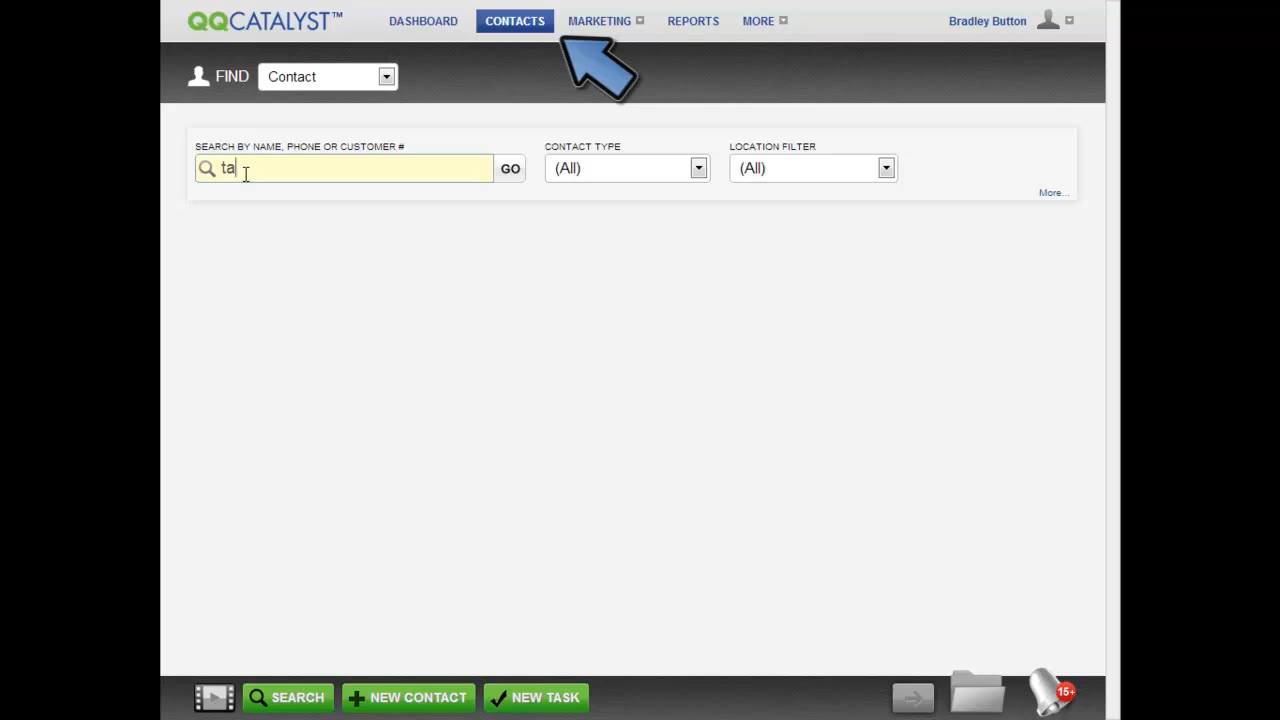 QQCATALYST™ DASHBOARD CONTACTS MARKETING REPORTS MORE Bradley Button
FIND Contact
SEARCH BY NAME, PHONE OR CUSTOMER # CONTACT TYPE LOCATION FILTER
ta GO (All) (All)
More...
SEARCH NEW CONTACT NEW TASK 15+